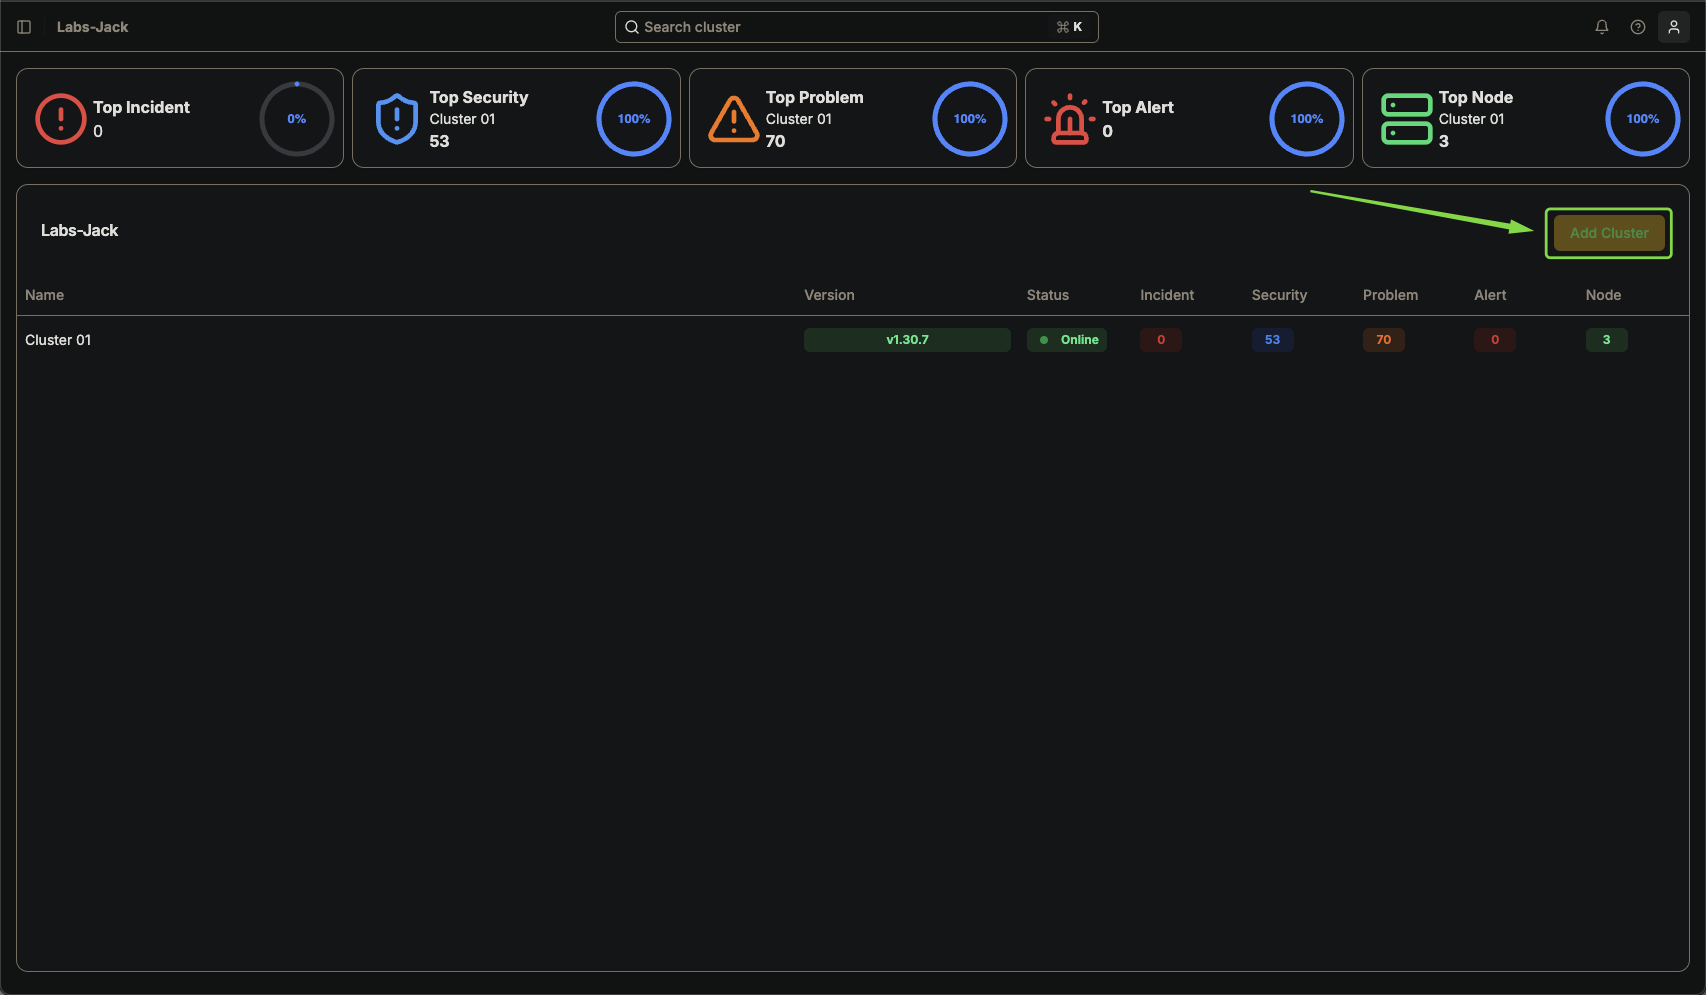 Labs-Jack
Search cluster
⌘ K
Top Incident
0
0%
Top Security
Cluster 01
53
100%
Top Problem
Cluster 01
70
100%
Top Alert
0
100%
Top Node
Cluster 01
3
100%
Labs-Jack
Add Cluster
Name Version Status Incident Security Problem Alert Node
Cluster 01 v1.30.7 Online 0 53 70 0 3